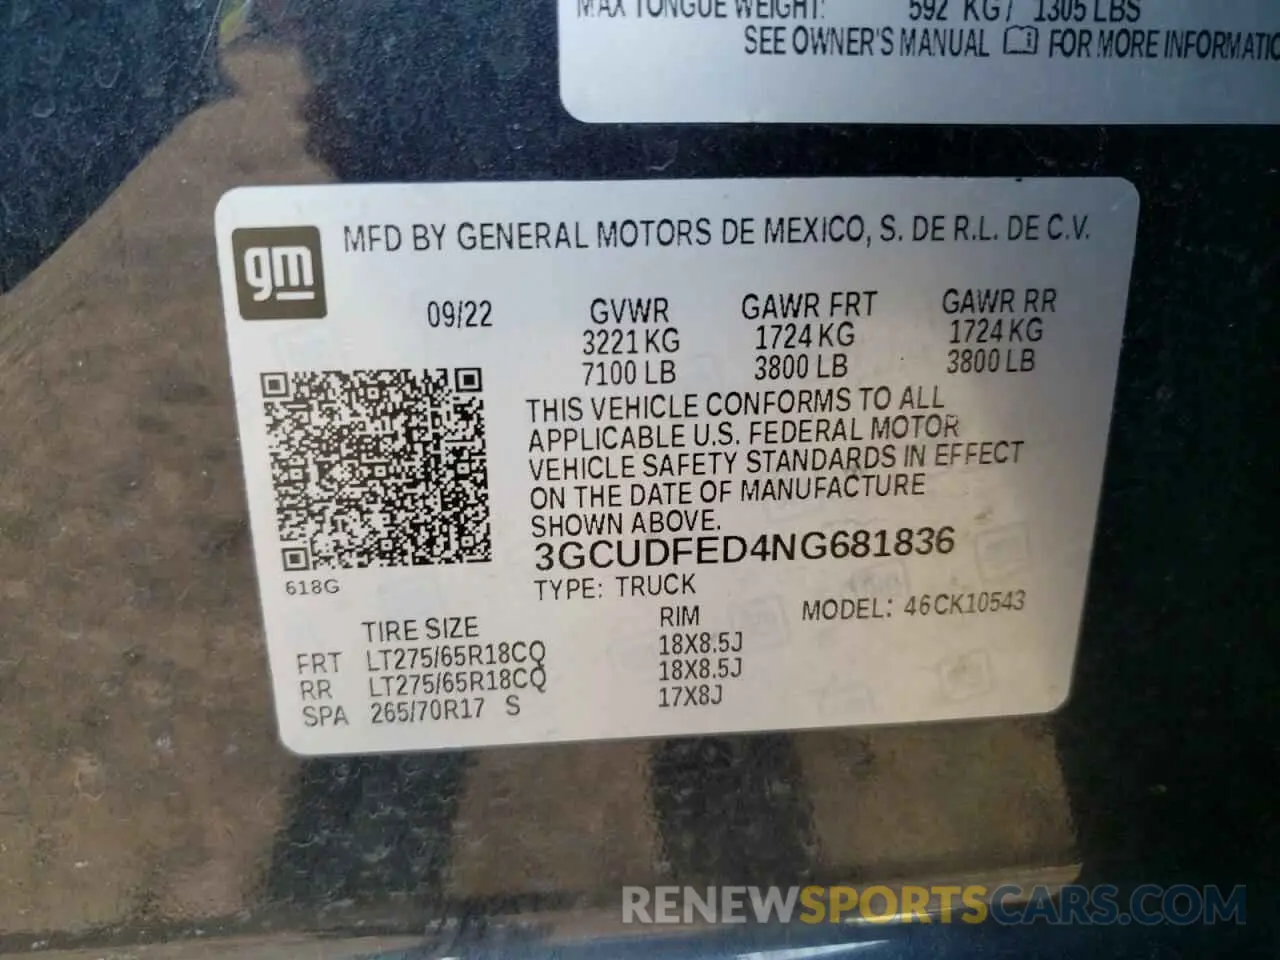 MAX TONGUE WEIGHT: 592 KG / 1305 LBS
SEE OWNER'S MANUAL FOR MORE INFORMATIO
gm
MFD BY GENERAL MOTORS DE MEXICO, S. DE R.L. DE C.V.
09/22 GVWR GAWR FRT GAWR RR
3221 KG 1724 KG 1724 KG
7100 LB 3800 LB 3800 LB
THIS VEHICLE CONFORMS TO ALL
APPLICABLE U.S. FEDERAL MOTOR
VEHICLE SAFETY STANDARDS IN EFFECT
ON THE DATE OF MANUFACTURE
SHOWN ABOVE.
3GCUDFED4NG681836
618G
TYPE: TRUCK
MODEL: 46CK10543
TIRE SIZE RIM
FRT LT275/65R18CQ 18X8.5J
RR LT275/65R18CQ 18X8.5J
SPA 265/70R17 S 17X8J
RENEWSPORTSCARS.COM